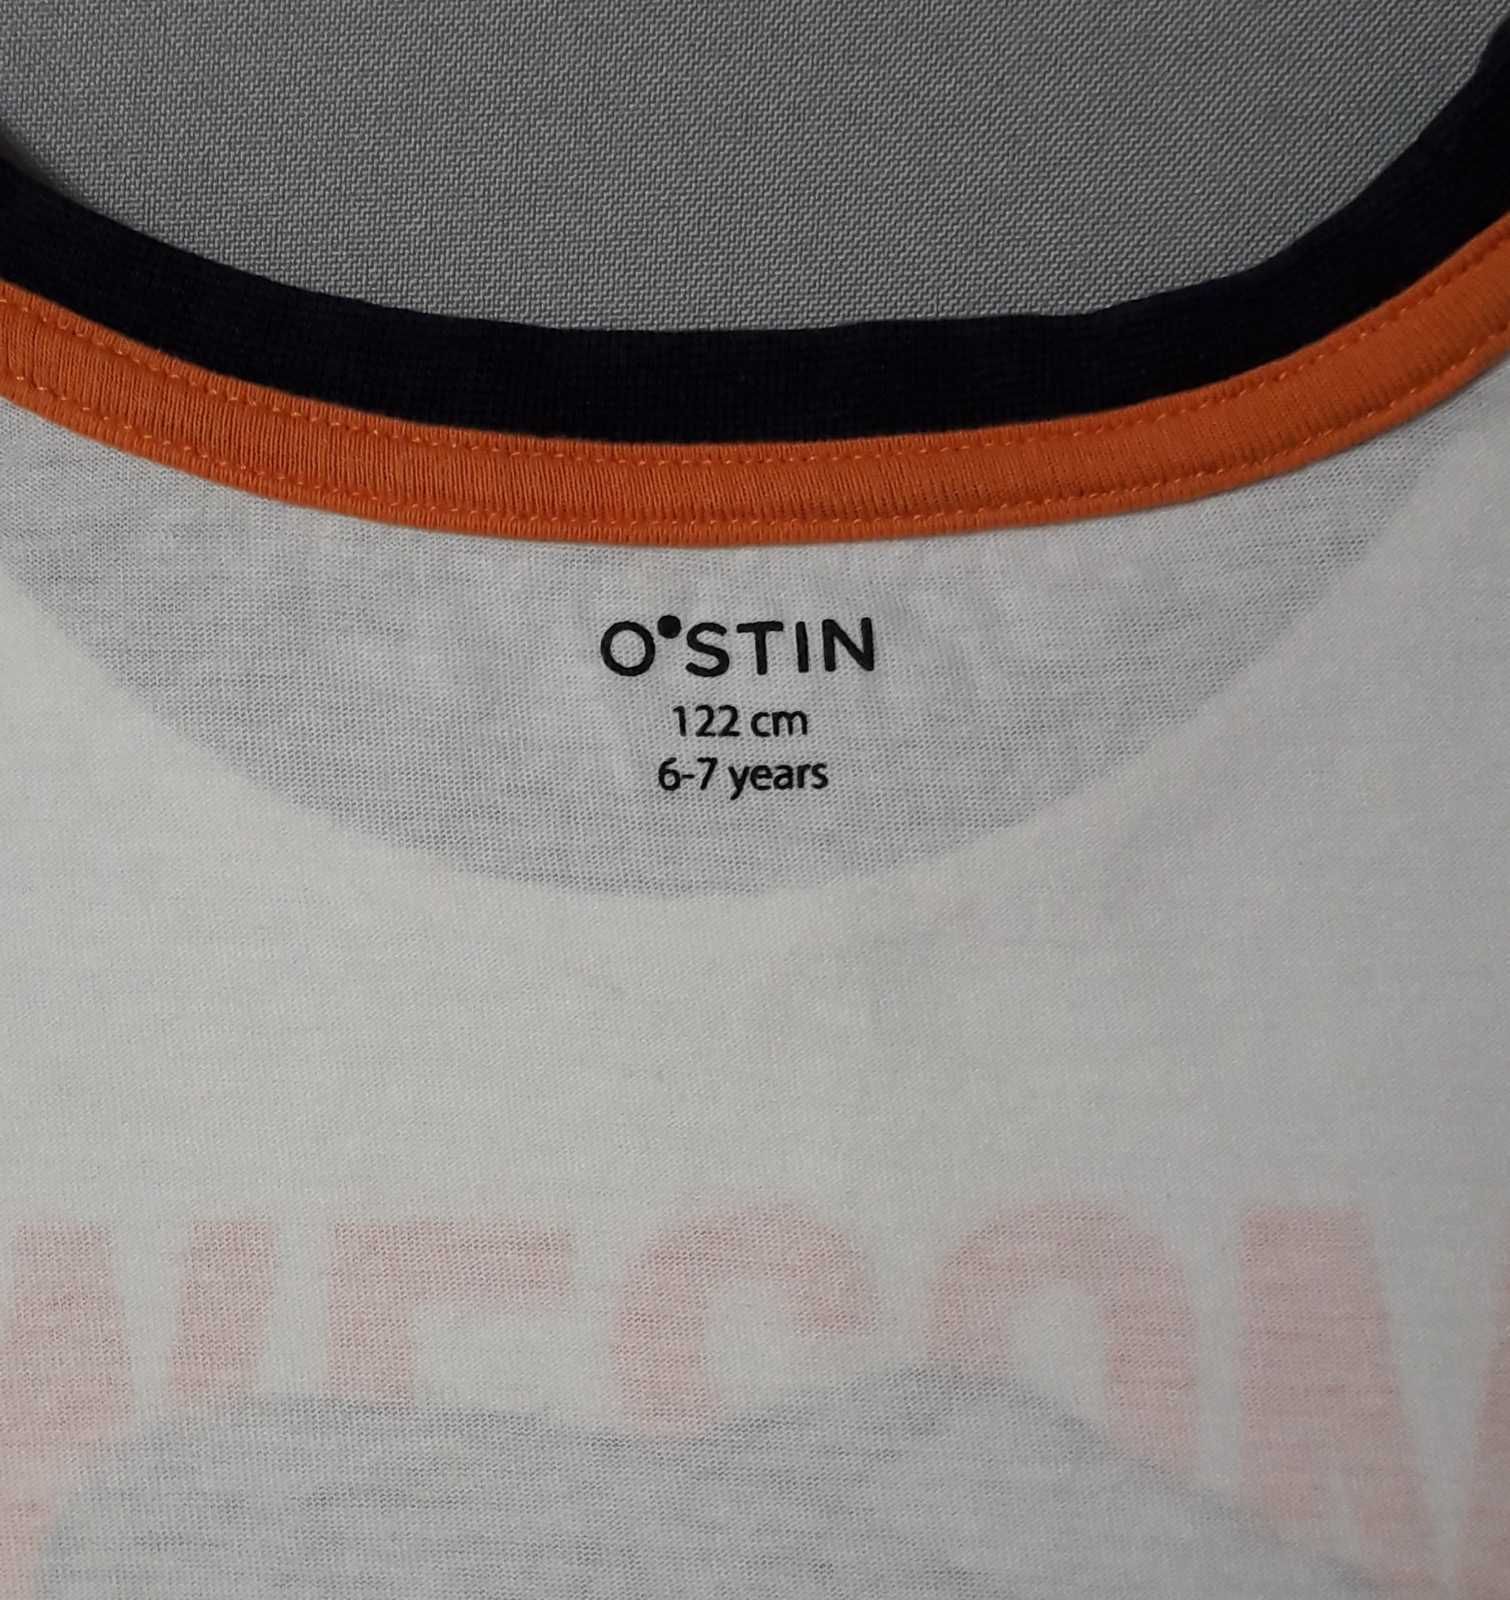 O'STIN
122 cm
6-7 years